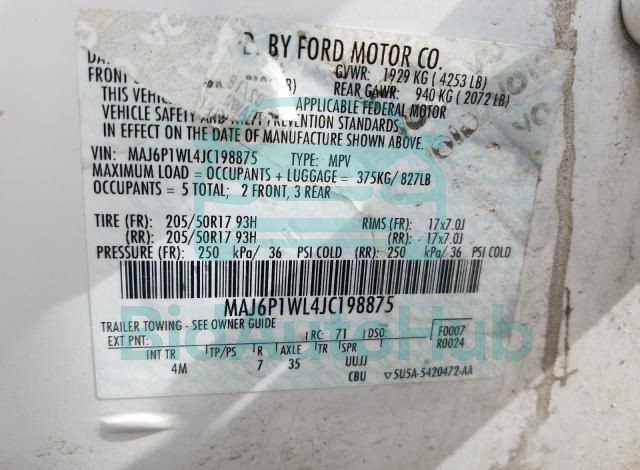 D. BY FORD MOTOR CO.
GVWR: 1929 KG ( 4253 LB)
FRONT LB) REAR GAWR: 940 KG ( 2072 LB)
THIS VEHIC APPLICABLE FEDERAL MOTOR
VEHICLE SAFETY AND THEFT PREVENTION STANDARDS
IN EFFECT ON THE DATE OF MANUFACTURE SHOWN ABOVE.
VIN: MAJ6P1WL4JC198875 TYPE: MPV
MAXIMUM LOAD = OCCUPANTS + LUGGAGE = 375KG/ 827LB
OCCUPANTS = 5 TOTAL; 2 FRONT, 3 REAR
TIRE (FR): 205/50R17 93H RIMS (FR): 17x7.0J
(RR): 205/50R17 93H (RR): 17x7.0J
PRESSURE (FR): 250 kPa/ 36 PSI COLD (RR): 250 kPa/ 36 PSI COLD
MAJ6P1WL4JC198875
TRAILER TOWING - SEE OWNER GUIDE
EXT PNT: RC: 71 DSO: F0007
R0024
INT TR TP/PS R AXLE TR SPR
4M 7 35 UUJJ
CBU ▽5U5A-5420472-AA
BidAutoHub